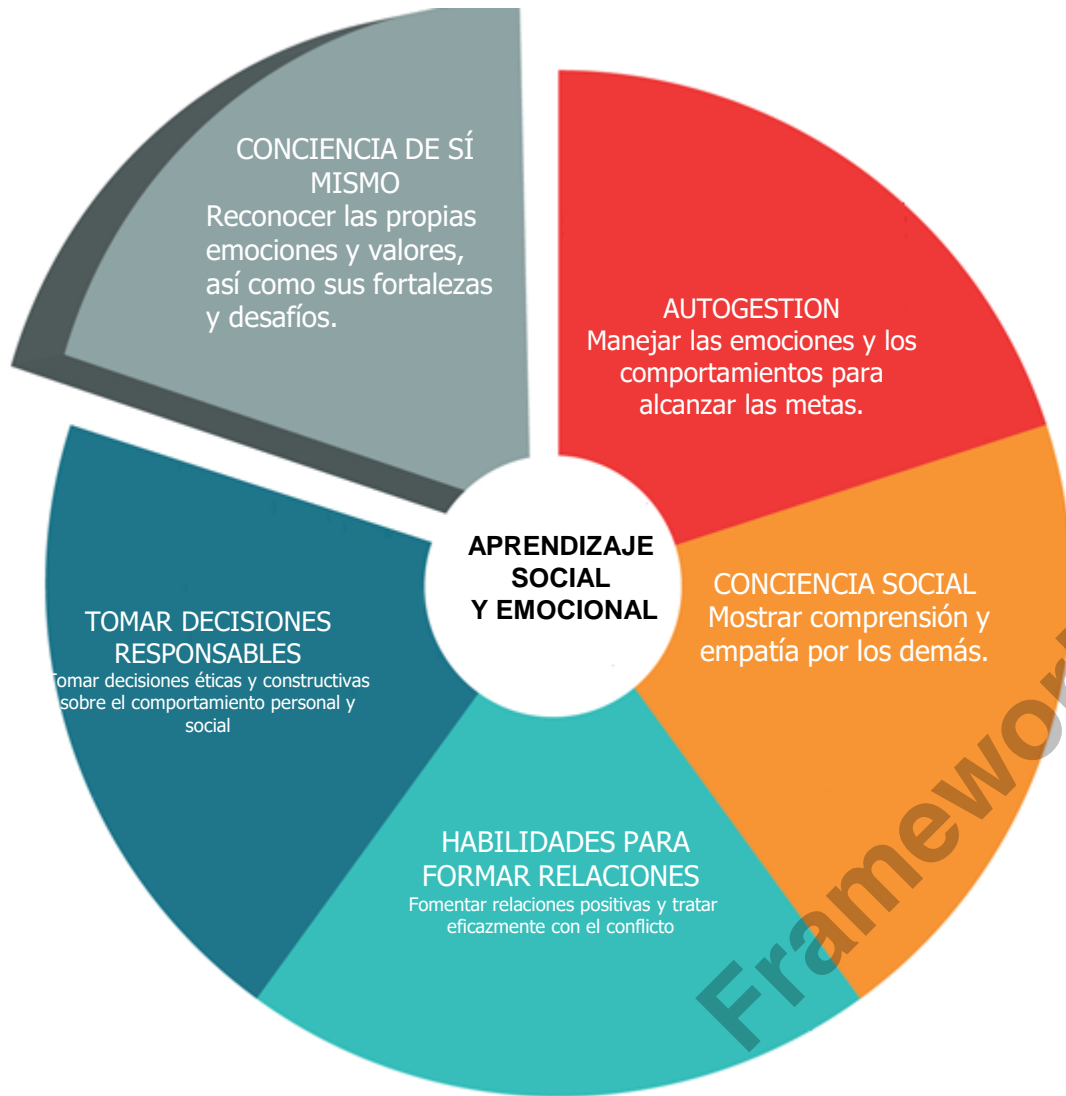 CONCIENCIA DE SÍ
MISMO
Reconocer las propias
emociones y valores,
así como sus fortalezas
y desafíos.
AUTOGESTION
Manejar las emociones y los
comportamientos para
alcanzar las metas.
APRENDIZAJE
SOCIAL
Y EMOCIONAL
CONCIENCIA SOCIAL
Mostrar comprensión y
empatía por los demás.
TOMAR DECISIONES
RESPONSABLES
Tomar decisiones éticas y constructivas
sobre el comportamiento personal y
social
HABILIDADES PARA
FORMAR RELACIONES
Fomentar relaciones positivas y tratar
eficazmente con el conflicto